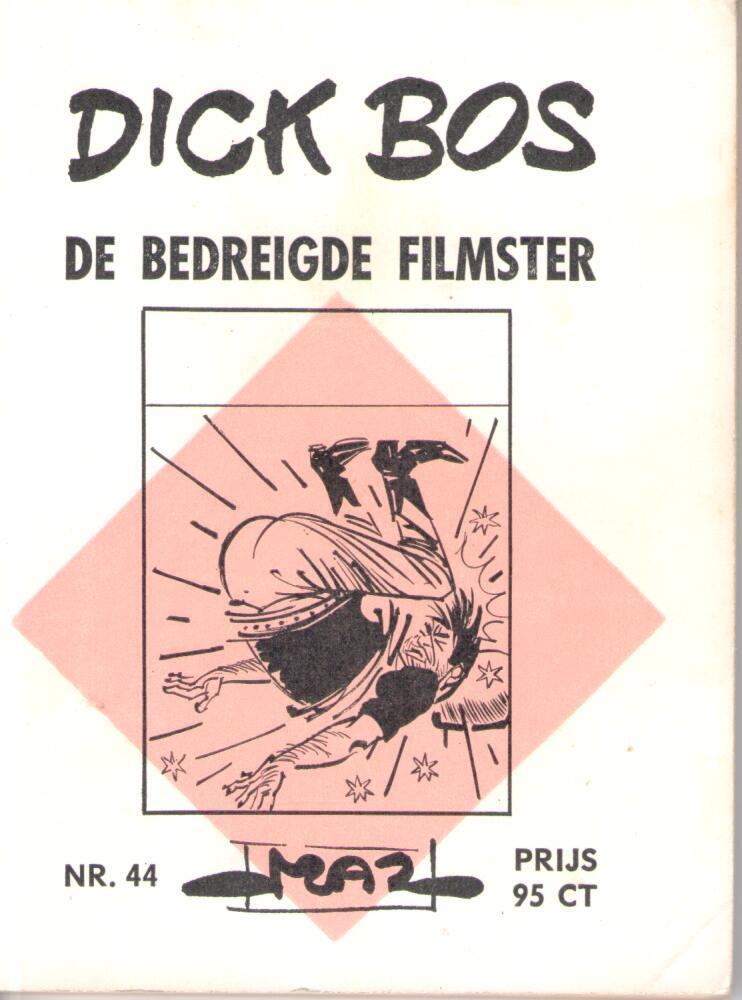 DICK BOS
DE BEDREIGDE FILMSTER
NR. 44
MAZ
PRIJS
95 CT